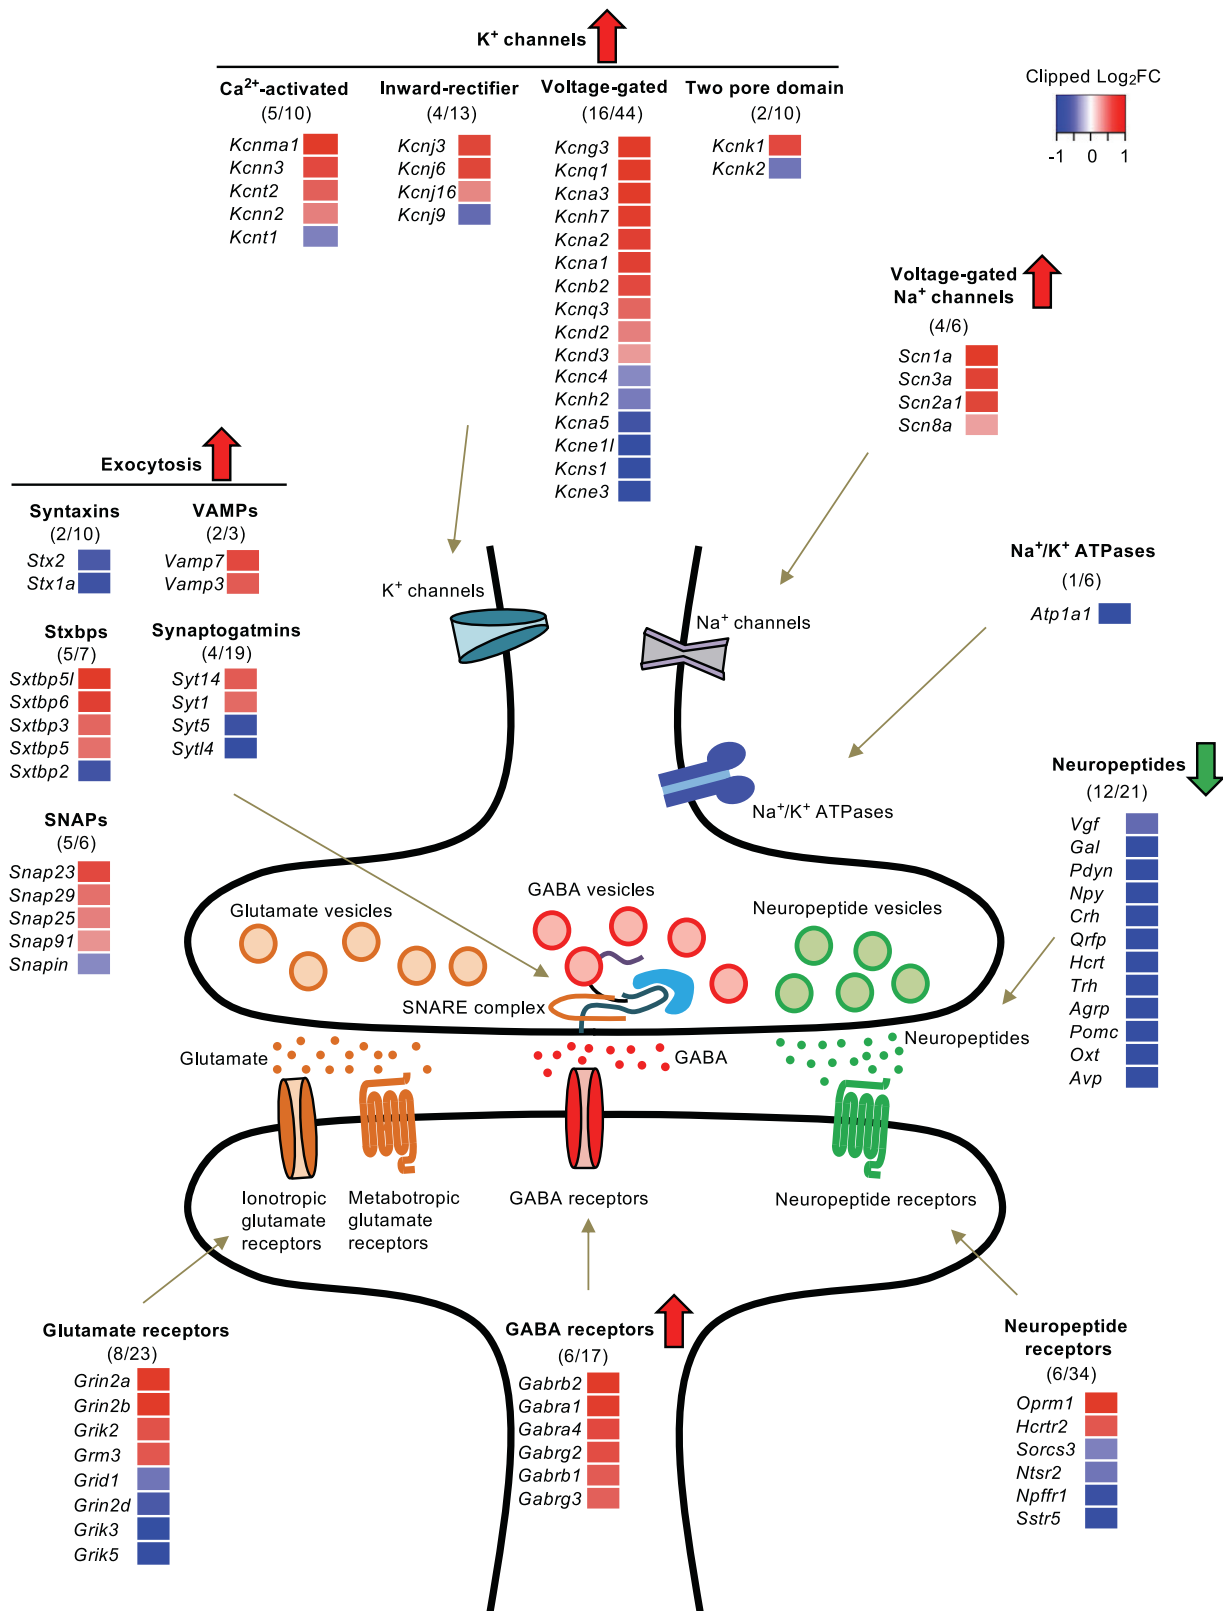 K⁺ channels
Ca²⁺-activated
(5/10)
Kcnma1
Kcnn3
Kcnt2
Kcnn2
Kcnt1
Inward-rectifier
(4/13)
Kcnj3
Kcnj6
Kcnj16
Kcnj9
Voltage-gated
(16/44)
Kcng3
Kcnq1
Kcna3
Kcnh7
Kcna2
Kcna1
Kcnb2
Kcnq3
Kcnd2
Kcnd3
Kcnc4
Kcnh2
Kcna5
Kcne1l
Kcns1
Kcne3
Two pore domain
(2/10)
Kcnk1
Kcnk2
Clipped Log₂FC
-1 0 1
Voltage-gated
Na⁺ channels
(4/6)
Scn1a
Scn3a
Scn2a1
Scn8a
Exocytosis
Syntaxins
(2/10)
Stx2
Stx1a
VAMPs
(2/3)
Vamp7
Vamp3
Stxbps
(5/7)
Sxtbp5l
Sxtbp6
Sxtbp3
Sxtbp5
Sxtbp2
Synaptogatmins
(4/19)
Syt14
Syt1
Syt5
Sytl4
SNAPs
(5/6)
Snap23
Snap29
Snap25
Snap91
Snapin
Na⁺/K⁺ ATPases
(1/6)
Atp1a1
K⁺ channels
Na⁺ channels
Na⁺/K⁺ ATPases
Neuropeptides
(12/21)
Vgf
Gal
Pdyn
Npy
Crh
Qrfp
Hcrt
Trh
Agrp
Pomc
Oxt
Avp
Glutamate vesicles
GABA vesicles
Neuropeptide vesicles
SNARE complex
Glutamate
GABA
Neuropeptides
Ionotropic
glutamate
receptors
Metabotropic
glutamate
receptors
GABA receptors
Neuropeptide receptors
Glutamate receptors
(8/23)
Grin2a
Grin2b
Grik2
Grm3
Grid1
Grin2d
Grik3
Grik5
GABA receptors
(6/17)
Gabrb2
Gabra1
Gabra4
Gabrg2
Gabrb1
Gabrg3
Neuropeptide
receptors
(6/34)
Oprm1
Hcrtr2
Sorcs3
Ntsr2
Npffr1
Sstr5